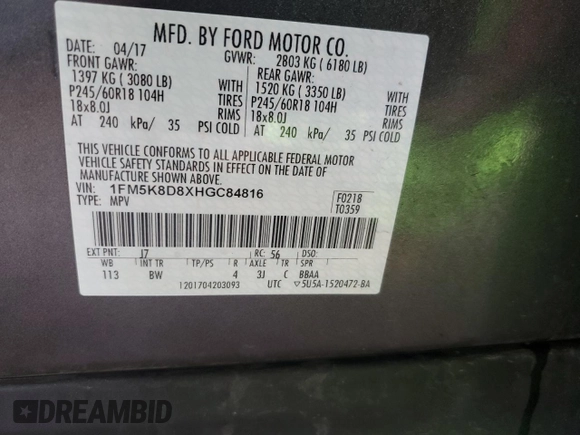 MFD. BY FORD MOTOR CO.
DATE: 04/17 GVWR: 2803 KG ( 6180 LB)
FRONT GAWR: REAR GAWR:
1397 KG ( 3080 LB) WITH 1520 KG ( 3350 LB) WITH
P245/60R18 104H TIRES P245/60R18 104H TIRES
18x8.0J RIMS 18x8.0J RIMS
AT 240 kPa/ 35 PSI COLD AT 240 kPa/ 35 PSI COLD
THIS VEHICLE CONFORMS TO ALL APPLICABLE FEDERAL MOTOR
VEHICLE SAFETY STANDARDS IN EFFECT ON THE DATE OF
MANUFACTURE SHOWN ABOVE.
VIN: 1FM5K8D8XHGC84816 F0218
TYPE: MPV T0359
EXT PNT: J7 RC: 56 DSO:
WB INT TR TP/PS R AXLE TR SPR
113 BW 4 3J C BBAA
1201704203093 UTC ▽5U5A-1520472-BA
DREAMBID